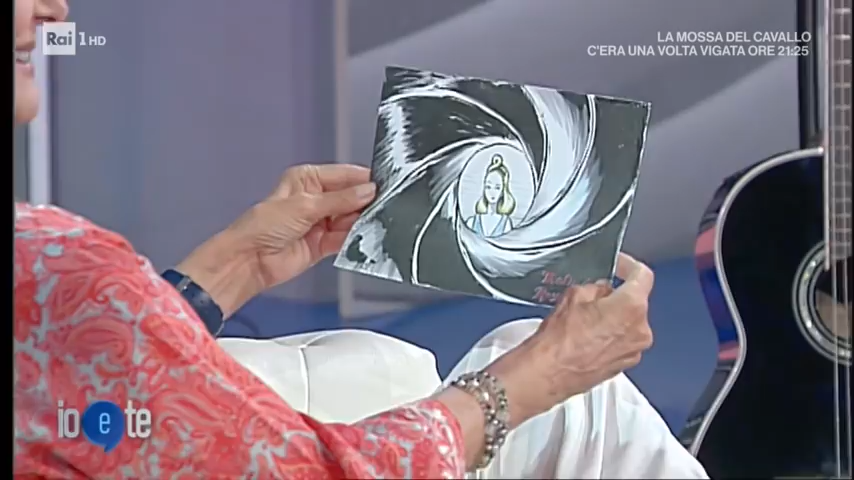 Rai 1 HD
LA MOSSA DEL CAVALLO
C'ERA UNA VOLTA VIGATA ORE 21:25
io e te